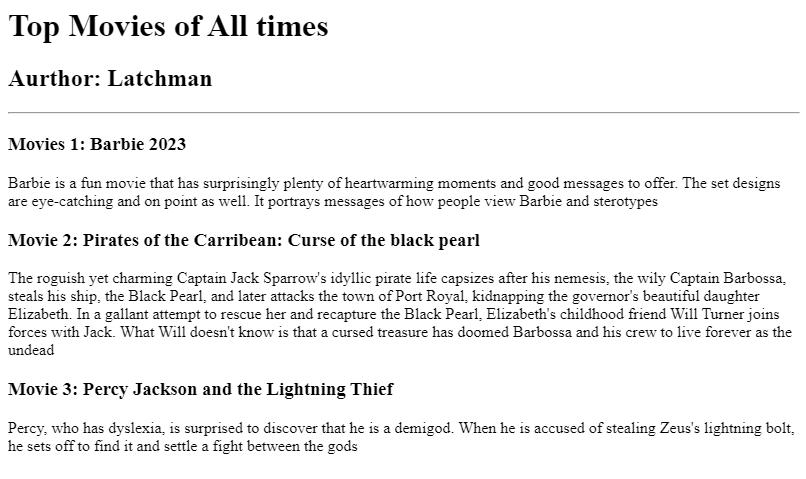 Top Movies of All times
Aurthor: Latchman
Movies 1: Barbie 2023
Barbie is a fun movie that has surprisingly plenty of heartwarming moments and good messages to offer. The set designs
are eye-catching and on point as well. It portrays messages of how people view Barbie and sterotypes
Movie 2: Pirates of the Carribean: Curse of the black pearl
The roguish yet charming Captain Jack Sparrow's idyllic pirate life capsizes after his nemesis, the wily Captain Barbossa,
steals his ship, the Black Pearl, and later attacks the town of Port Royal, kidnapping the governor's beautiful daughter
Elizabeth. In a gallant attempt to rescue her and recapture the Black Pearl, Elizabeth's childhood friend Will Turner joins
forces with Jack. What Will doesn't know is that a cursed treasure has doomed Barbossa and his crew to live forever as the
undead
Movie 3: Percy Jackson and the Lightning Thief
Percy, who has dyslexia, is surprised to discover that he is a demigod. When he is accused of stealing Zeus's lightning bolt,
he sets off to find it and settle a fight between the gods